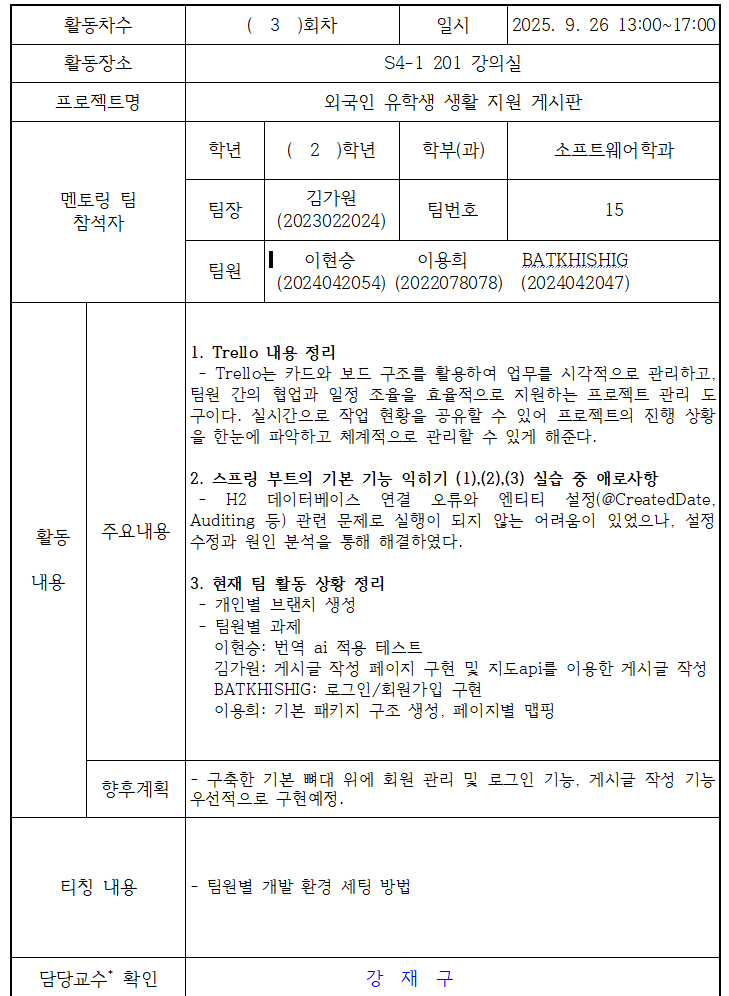 활동차수 ( 3 )회차 일시 2025. 9. 26 13:00~17:00
활동장소 S4-1 201 강의실
프로젝트명 외국인 유학생 생활 지원 게시판
멘토링 팀
참석자
학년 ( 2 )학년 학부(과) 소프트웨어학과
팀장 김가원
(2023022024)
팀번호 15
팀원
이현승 이용희 BATKHISHIG
(2024042054) (2022078078) (2024042047)
활동
내용
주요내용
1. Trello 내용 정리
- Trello는 카드와 보드 구조를 활용하여 업무를 시각적으로 관리하고,
팀원 간의 협업과 일정 조율을 효율적으로 지원하는 프로젝트 관리 도
구이다. 실시간으로 작업 현황을 공유할 수 있어 프로젝트의 진행 상황
을 한눈에 파악하고 체계적으로 관리할 수 있게 해준다.
2. 스프링 부트의 기본 기능 익히기 (1),(2),(3) 실습 중 애로사항
- H2 데이터베이스 연결 오류와 엔티티 설정(@CreatedDate,
Auditing 등) 관련 문제로 실행이 되지 않는 어려움이 있었으나, 설정
수정과 원인 분석을 통해 해결하였다.
3. 현재 팀 활동 상황 정리
- 개인별 브랜치 생성
- 팀원별 과제
이현승: 번역 ai 적용 테스트
김가원: 게시글 작성 페이지 구현 및 지도api를 이용한 게시글 작성
BATKHISHIG: 로그인/회원가입 구현
이용희: 기본 패키지 구조 생성, 페이지별 맵핑
향후계획
- 구축한 기본 뼈대 위에 회원 관리 및 로그인 기능, 게시글 작성 기능
우선적으로 구현예정.
티칭 내용 - 팀원별 개발 환경 세팅 방법
담당교수* 확인 강 재 구